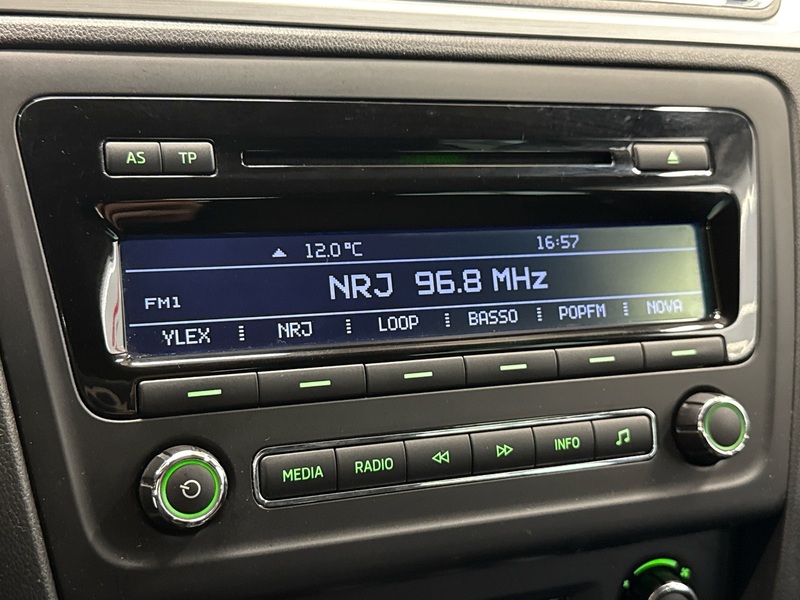 AS TP
12.0°C 16:57
NRJ 96.8 MHz
FM1
YLEX NRJ LOOP BASSO POPFM NOVA
MEDIA RADIO INFO